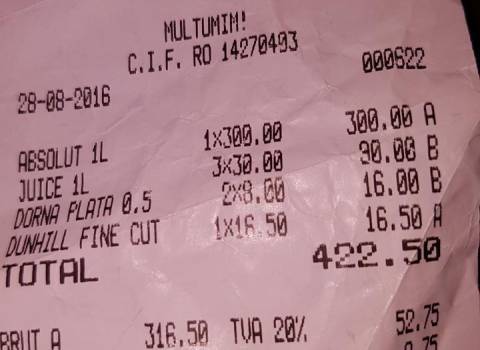 MULTUMIM!
C.I.F. RO 14270493
28-08-2016 000622
ABSOLUT 1L 1x300.00 300.00 A
JUICE 1L 3x30.00 90.00 B
DORNA PLATA 0.5 2x8.00 16.00 B
DUNHILL FINE CUT 1x16.50 16.50 A
TOTAL 422.50
BRUT A 316.50 TVA 20% 52.75